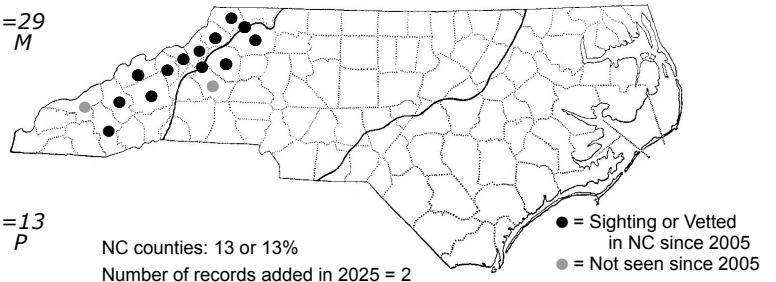 =29
M
=13
P
NC counties: 13 or 13%
Number of records added in 2025 = 2
= Sighting or Vetted
in NC since 2005
= Not seen since 2005